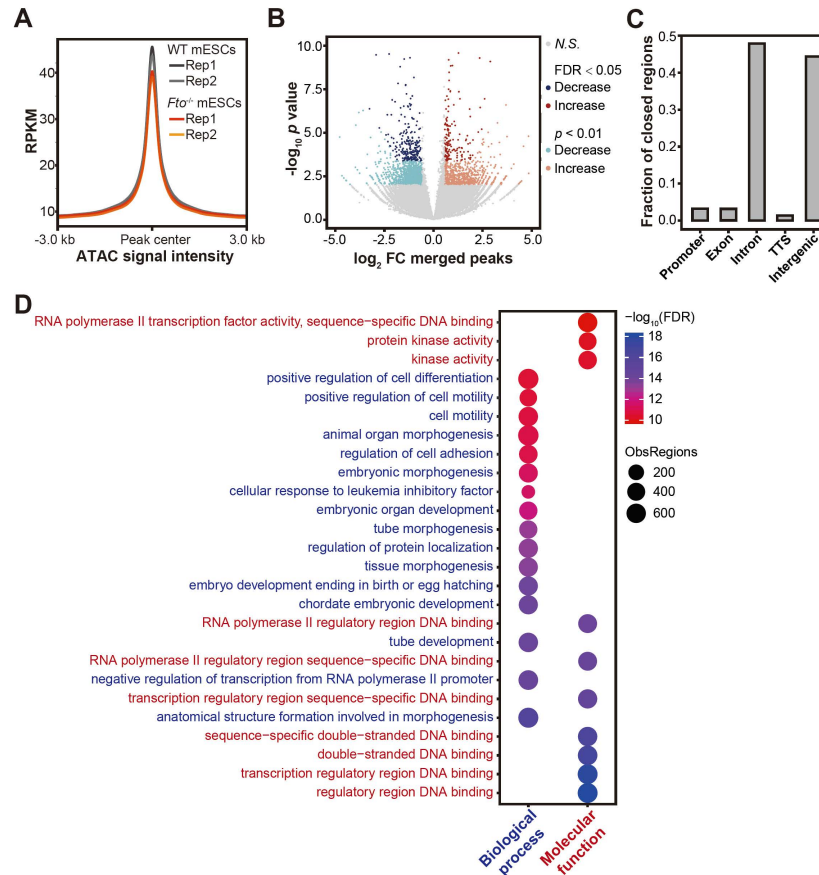 A
WT mESCs
Rep1
Rep2
Fto-/- mESCs
Rep1
Rep2
RPKM
40
30
20
10
-3.0 kb
Peak center
3.0 kb
ATAC signal intensity
B
-log10 p value
10.0
7.5
5.0
2.5
0.0
-5.0
-2.5
0.0
2.5
5.0
log2 FC merged peaks
N.S.
FDR < 0.05
Decrease
Increase
p < 0.01
Decrease
Increase
C
Fraction of closed regions
0.5
0.4
0.3
0.2
0.1
0.0
Promoter
Exon
Intron
TTS
Intergenic
D
RNA polymerase II transcription factor activity, sequence−specific DNA binding
protein kinase activity
kinase activity
positive regulation of cell differentiation
positive regulation of cell motility
cell motility
animal organ morphogenesis
regulation of cell adhesion
embryonic morphogenesis
cellular response to leukemia inhibitory factor
embryonic organ development
tube morphogenesis
regulation of protein localization
tissue morphogenesis
embryo development ending in birth or egg hatching
chordate embryonic development
RNA polymerase II regulatory region DNA binding
tube development
RNA polymerase II regulatory region sequence−specific DNA binding
negative regulation of transcription from RNA polymerase II promoter
transcription regulatory region sequence−specific DNA binding
anatomical structure formation involved in morphogenesis
sequence−specific double−stranded DNA binding
double−stranded DNA binding
transcription regulatory region DNA binding
regulatory region DNA binding
Biological
process
Molecular
function
−log10(FDR)
18
16
14
12
10
ObsRegions
200
400
600